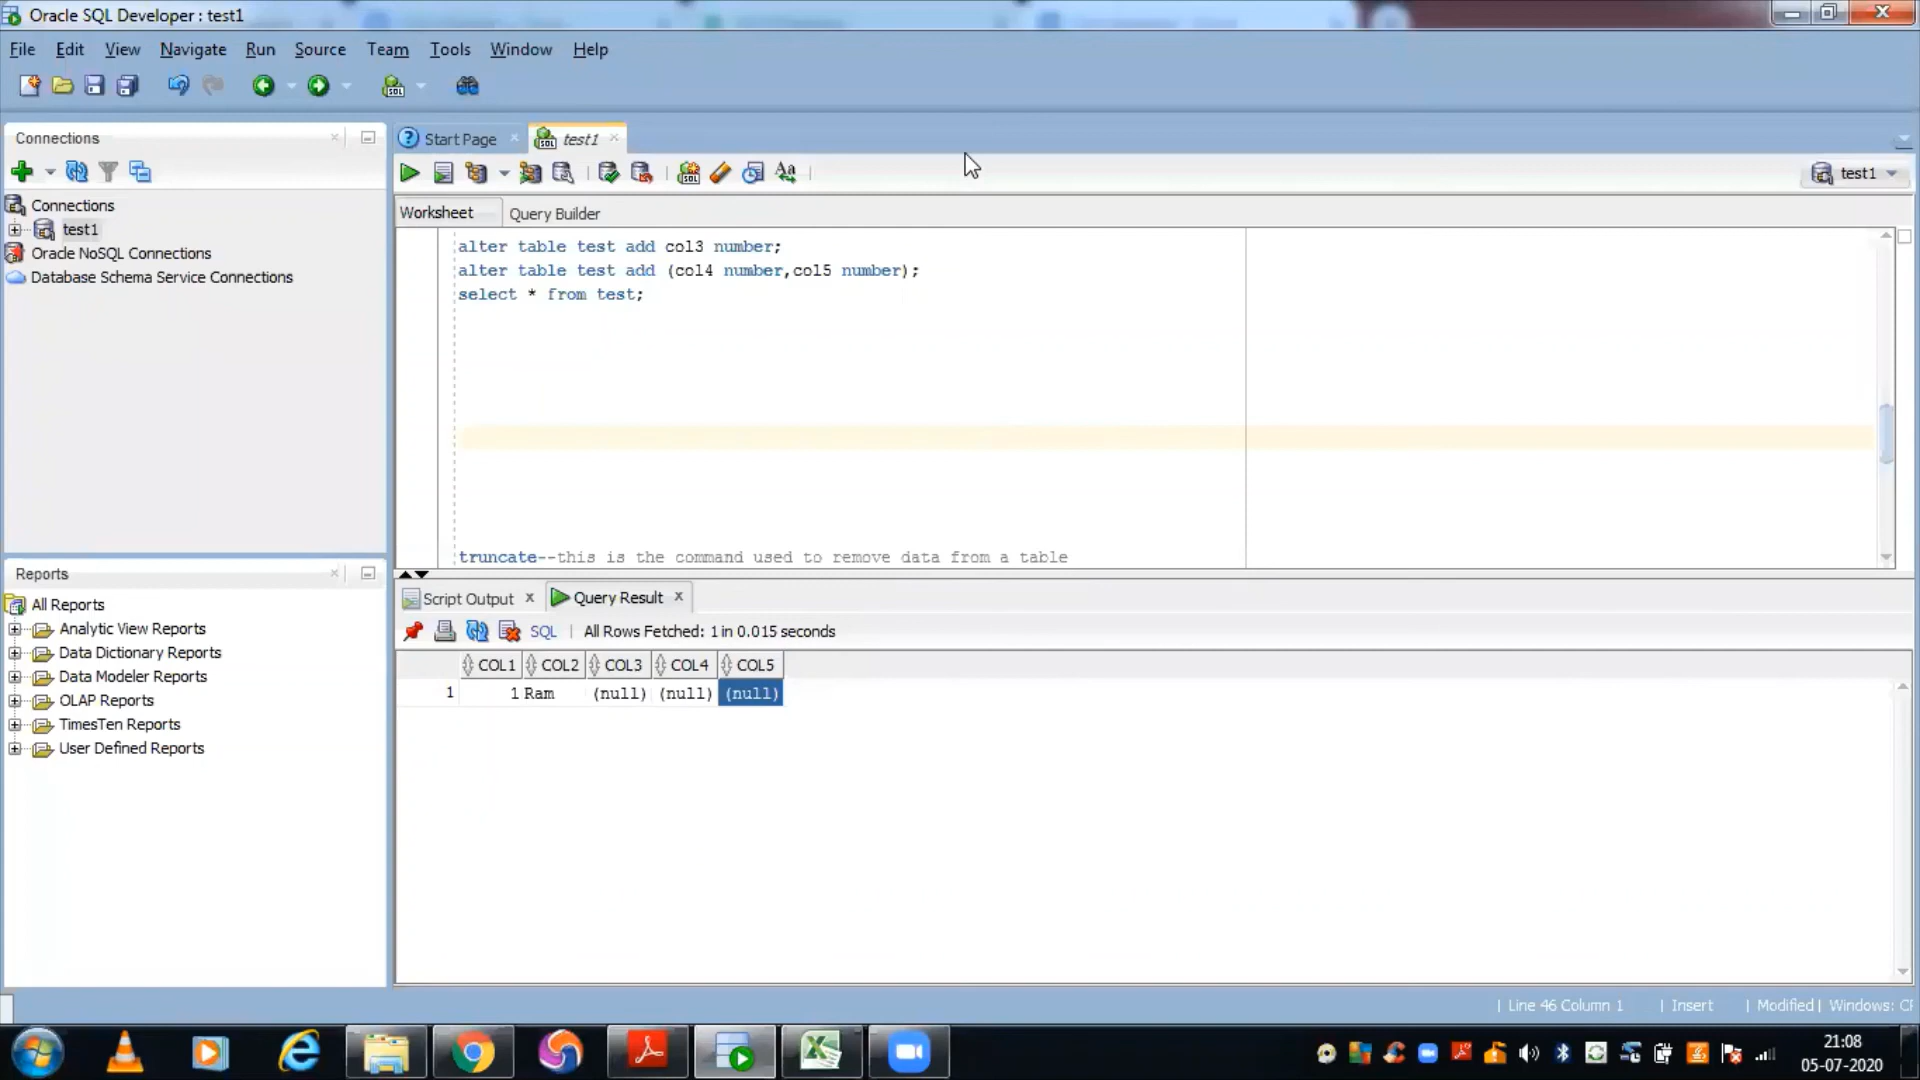 Oracle SQL Developer : test1
File Edit View Navigate Run Source Team Tools Window Help
Connections
Start Page
test1
test1
Connections
test1
Oracle NoSQL Connections
Database Schema Service Connections
Worksheet Query Builder
alter table test add col3 number;
alter table test add (col4 number,col5 number);
select * from test;
truncate--this is the command used to remove data from a table
Reports
All Reports
Analytic View Reports
Data Dictionary Reports
Data Modeler Reports
OLAP Reports
TimesTen Reports
User Defined Reports
Script Output Query Result
SQL | All Rows Fetched: 1 in 0.015 seconds
COL1 COL2 COL3 COL4 COL5
1 1 Ram (null) (null) (null)
| Line 46 Column 1 | Insert | Modified | Windows:
21:08
05-07-2020